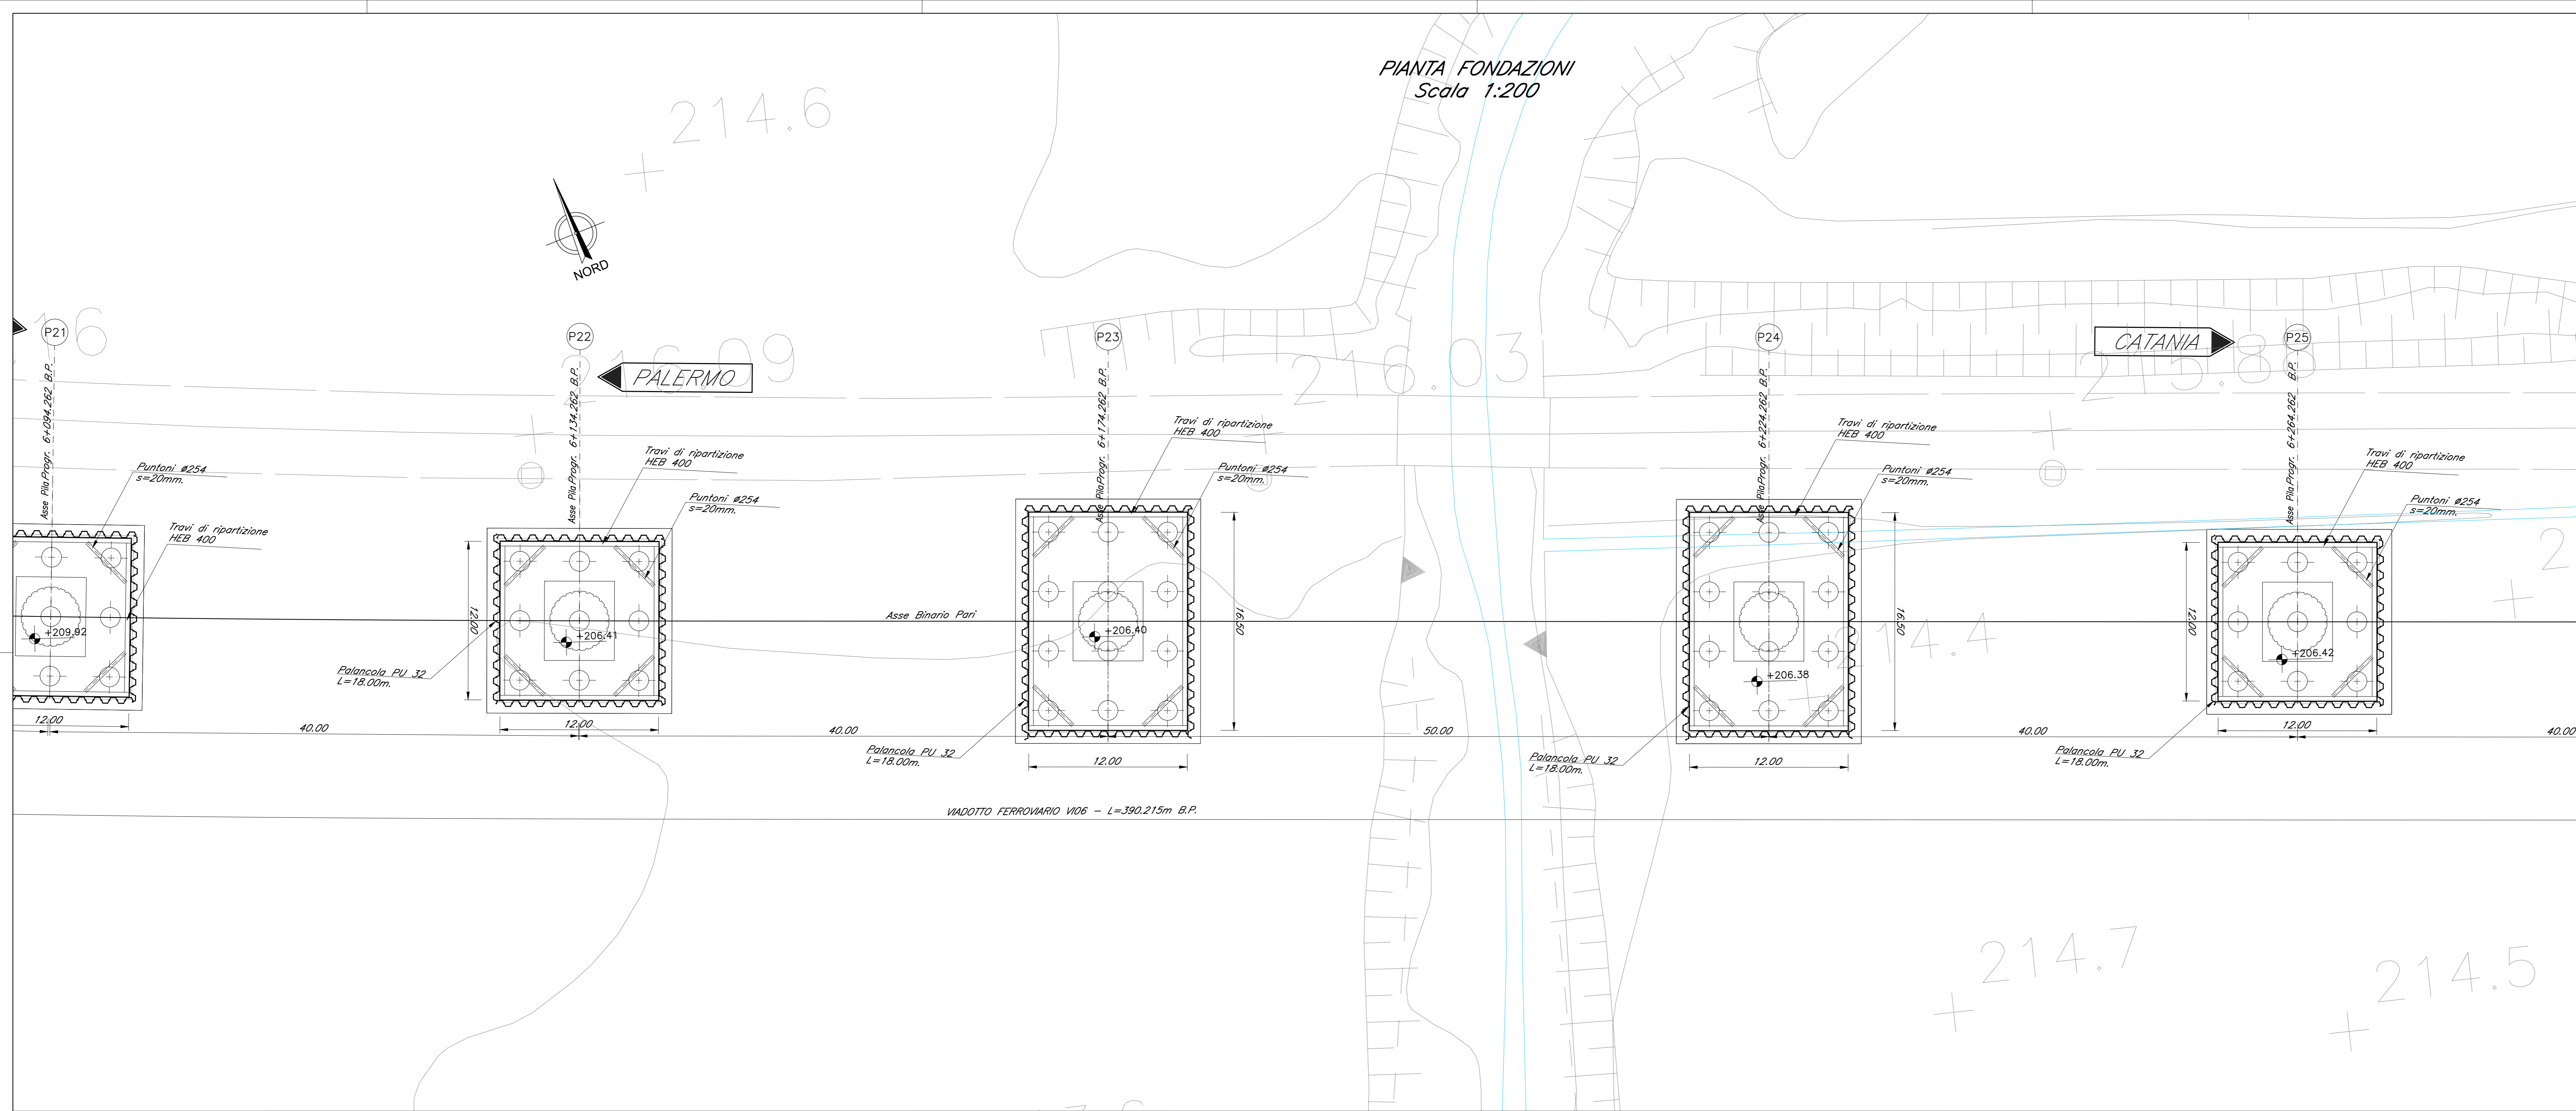 PIANTA FONDAZIONI
Scala 1:200
214.6
NORD
16
P21
P22
P23
P24
P25
216.09
216.03
215.88
PALERMO
CATANIA
Asse Pila Progr. 6+094.262 B.P.
Asse Pila Progr. 6+134.262 B.P.
Asse Pila Progr. 6+174.262 B.P.
Asse Pila Progr. 6+224.262 B.P.
Asse Pila Progr. 6+264.262 B.P.
Puntoni ø254
s=20mm.
Travi di ripartizione
HEB 400
Travi di ripartizione
HEB 400
Puntoni ø254
s=20mm.
Travi di ripartizione
HEB 400
Puntoni ø254
s=20mm.
Travi di ripartizione
HEB 400
Puntoni ø254
s=20mm.
Travi di ripartizione
HEB 400
Puntoni ø254
s=20mm.
2
+209.92
12.00
+206.41
Asse Binario Pari
+206.40
16.50
+206.38
16.50
214.4
12.00
+206.42
Palancola PU 32
L=18.00m.
Palancola PU 32
L=18.00m.
Palancola PU 32
L=18.00m.
Palancola PU 32
L=18.00m.
12.00
40.00
12.00
40.00
12.00
50.00
12.00
40.00
12.00
40.00
VIADOTTO FERROVIARIO VI06 - L=390.215m B.P.
214.7
214.5